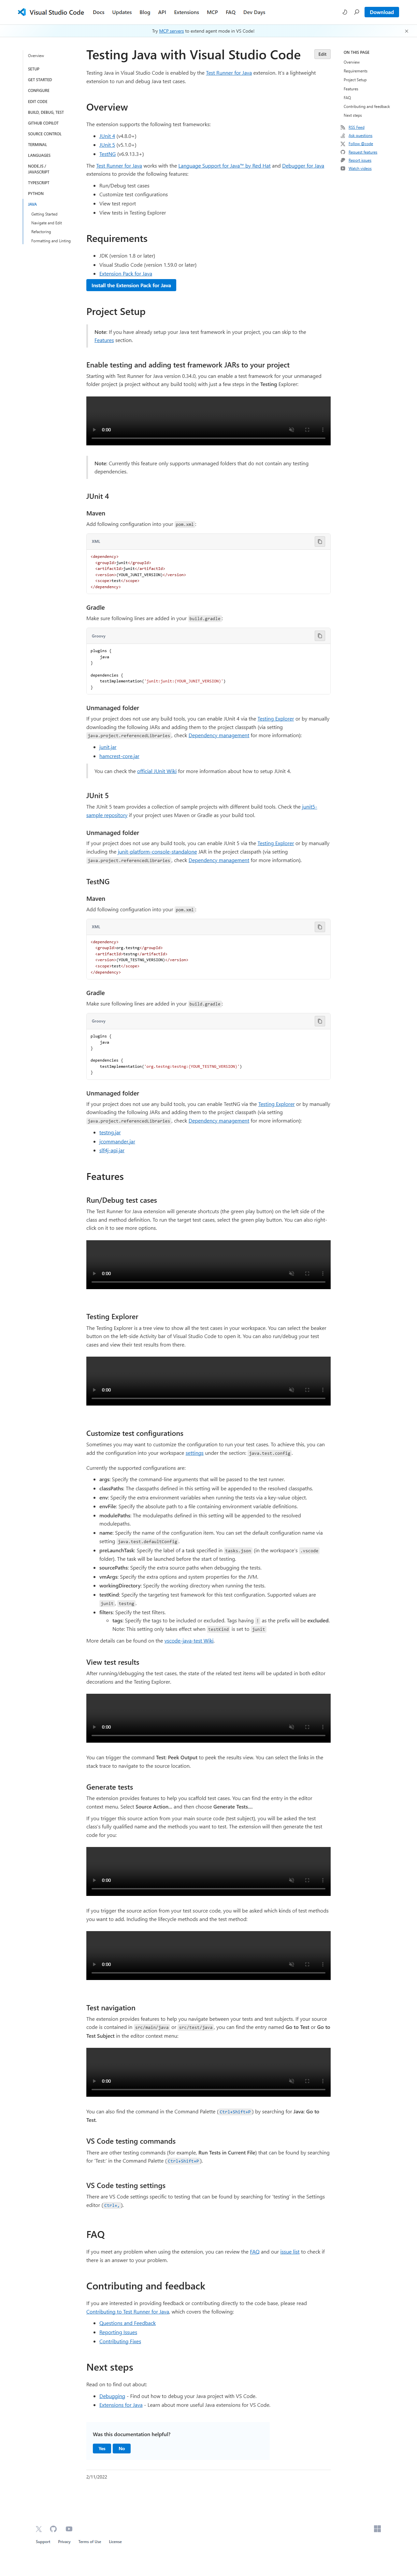 Visual Studio Code
Docs
Updates
Blog
API
Extensions
MCP
FAQ
Dev Days
Download
Try MCP servers to extend agent mode in VS Code!
Overview
SETUP
GET STARTED
CONFIGURE
EDIT CODE
BUILD, DEBUG, TEST
GITHUB COPILOT
SOURCE CONTROL
TERMINAL
LANGUAGES
NODE.JS /
JAVASCRIPT
TYPESCRIPT
PYTHON
JAVA
Getting Started
Navigate and Edit
Refactoring
Formatting and Linting
Testing Java with Visual Studio Code
Edit
Testing Java in Visual Studio Code is enabled by the Test Runner for Java extension. It's a lightweight
extension to run and debug Java test cases.
Overview
The extension supports the following test frameworks:
JUnit 4 (v4.8.0+)
JUnit 5 (v5.1.0+)
TestNG (v6.9.13.3+)
The Test Runner for Java works with the Language Support for Java™ by Red Hat and Debugger for Java
extensions to provide the following features:
Run/Debug test cases
Customize test configurations
View test report
View tests in Testing Explorer
Requirements
JDK (version 1.8 or later)
Visual Studio Code (version 1.59.0 or later)
Extension Pack for Java
Install the Extension Pack for Java
Project Setup
Note: If you have already setup your Java test framework in your project, you can skip to the
Features section.
Enable testing and adding test framework JARs to your project
Starting with Test Runner for Java version 0.34.0, you can enable a test framework for your unmanaged
folder project (a project without any build tools) with just a few steps in the Testing Explorer:
0:00
Note: Currently this feature only supports unmanaged folders that do not contain any testing
dependencies.
JUnit 4
Maven
Add following configuration into your pom.xml:
XML
<dependency>
<groupId>junit</groupId>
<artifactId>junit</artifactId>
<version>(YOUR_JUNIT_VERSION)</version>
<scope>test</scope>
</dependency>
Gradle
Make sure following lines are added in your build.gradle:
Groovy
plugins {
java
}
dependencies {
testImplementation('junit:junit:(YOUR_JUNIT_VERSION)')
}
Unmanaged folder
If your project does not use any build tools, you can enable JUnit 4 via the Testing Explorer or by manually
downloading the following JARs and adding them to the project classpath (via setting
java.project.referencedLibraries, check Dependency management for more information):
junit.jar
hamcrest-core.jar
You can check the official JUnit Wiki for more information about how to setup JUnit 4.
JUnit 5
The JUnit 5 team provides a collection of sample projects with different build tools. Check the junit5-
sample repository if your project uses Maven or Gradle as your build tool.
Unmanaged folder
If your project does not use any build tools, you can enable JUnit 5 via the Testing Explorer or by manually
including the junit-platform-console-standalone JAR in the project classpath (via setting
java.project.referencedLibraries, check Dependency management for more information).
TestNG
Maven
Add following configuration into your pom.xml:
XML
<dependency>
<groupId>org.testng</groupId>
<artifactId>testng</artifactId>
<version>(YOUR_TESTNG_VERSION)</version>
<scope>test</scope>
</dependency>
Gradle
Make sure following lines are added in your build.gradle:
Groovy
plugins {
java
}
dependencies {
testImplementation('org.testng:testng:(YOUR_TESTNG_VERSION)')
}
Unmanaged folder
If your project does not use any build tools, you can enable TestNG via the Testing Explorer or by manually
downloading the following JARs and adding them to the project classpath (via setting
java.project.referencedLibraries, check Dependency management for more information):
testng.jar
jcommander.jar
slf4j-api.jar
Features
Run/Debug test cases
The Test Runner for Java extension will generate shortcuts (the green play button) on the left side of the
class and method definition. To run the target test cases, select the green play button. You can also right-
click on it to see more options.
0:00
Testing Explorer
The Testing Explorer is a tree view to show all the test cases in your workspace. You can select the beaker
button on the left-side Activity bar of Visual Studio Code to open it. You can also run/debug your test
cases and view their test results from there.
0:00
Customize test configurations
Sometimes you may want to customize the configuration to run your test cases. To achieve this, you can
add the configuration into your workspace settings under the section: java.test.config.
Currently the supported configurations are:
args: Specify the command-line arguments that will be passed to the test runner.
classPaths: The classpaths defined in this setting will be appended to the resolved classpaths.
env: Specify the extra environment variables when running the tests via a key-value object.
envFile: Specify the absolute path to a file containing environment variable definitions.
modulePaths: The modulepaths defined in this setting will be appended to the resolved
modulepaths.
name: Specify the name of the configuration item. You can set the default configuration name via
setting java.test.defaultConfig.
preLaunchTask: Specify the label of a task specified in tasks.json (in the workspace's .vscode
folder). The task will be launched before the start of testing.
sourcePaths: Specify the extra source paths when debugging the tests.
vmArgs: Specify the extra options and system properties for the JVM.
workingDirectory: Specify the working directory when running the tests.
testKind: Specify the targeting test framework for this test configuration. Supported values are
junit, testng.
filters: Specify the test filters.
tags: Specify the tags to be included or excluded. Tags having ! as the prefix will be excluded.
Note: This setting only takes effect when testKind is set to junit
More details can be found on the vscode-java-test Wiki.
View test results
After running/debugging the test cases, the state of the related test items will be updated in both editor
decorations and the Testing Explorer.
0:00
You can trigger the command Test: Peek Output to peek the results view. You can select the links in the
stack trace to navigate to the source location.
Generate tests
The extension provides features to help you scaffold test cases. You can find the entry in the editor
context menu. Select Source Action... and then choose Generate Tests....
If you trigger this source action from your main source code (test subject), you will be asked the test
class's fully qualified name and the methods you want to test. The extension will then generate the test
code for you:
0:00
If you trigger the source action from your test source code, you will be asked which kinds of test methods
you want to add. Including the lifecycle methods and the test method:
0:00
Test navigation
The extension provides features to help you navigate between your tests and test subjects. If your source
code is contained in src/main/java or src/test/java, you can find the entry named Go to Test or Go to
Test Subject in the editor context menu:
0:00
You can also find the command in the Command Palette (Ctrl+Shift+P) by searching for Java: Go to
Test.
VS Code testing commands
There are other testing commands (for example, Run Tests in Current File) that can be found by searching
for 'Test:' in the Command Palette (Ctrl+Shift+P).
VS Code testing settings
There are VS Code settings specific to testing that can be found by searching for 'testing' in the Settings
editor (Ctrl+,).
FAQ
If you meet any problem when using the extension, you can review the FAQ and our issue list to check if
there is an answer to your problem.
Contributing and feedback
If you are interested in providing feedback or contributing directly to the code base, please read
Contributing to Test Runner for Java, which covers the following:
Questions and Feedback
Reporting Issues
Contributing Fixes
Next steps
Read on to find out about:
Debugging - Find out how to debug your Java project with VS Code.
Extensions for Java - Learn about more useful Java extensions for VS Code.
Was this documentation helpful?
Yes
No
2/11/2022
ON THIS PAGE
Overview
Requirements
Project Setup
Features
FAQ
Contributing and feedback
Next steps
RSS Feed
Ask questions
Follow @code
Request features
Report issues
Watch videos
Support
Privacy
Terms of Use
License